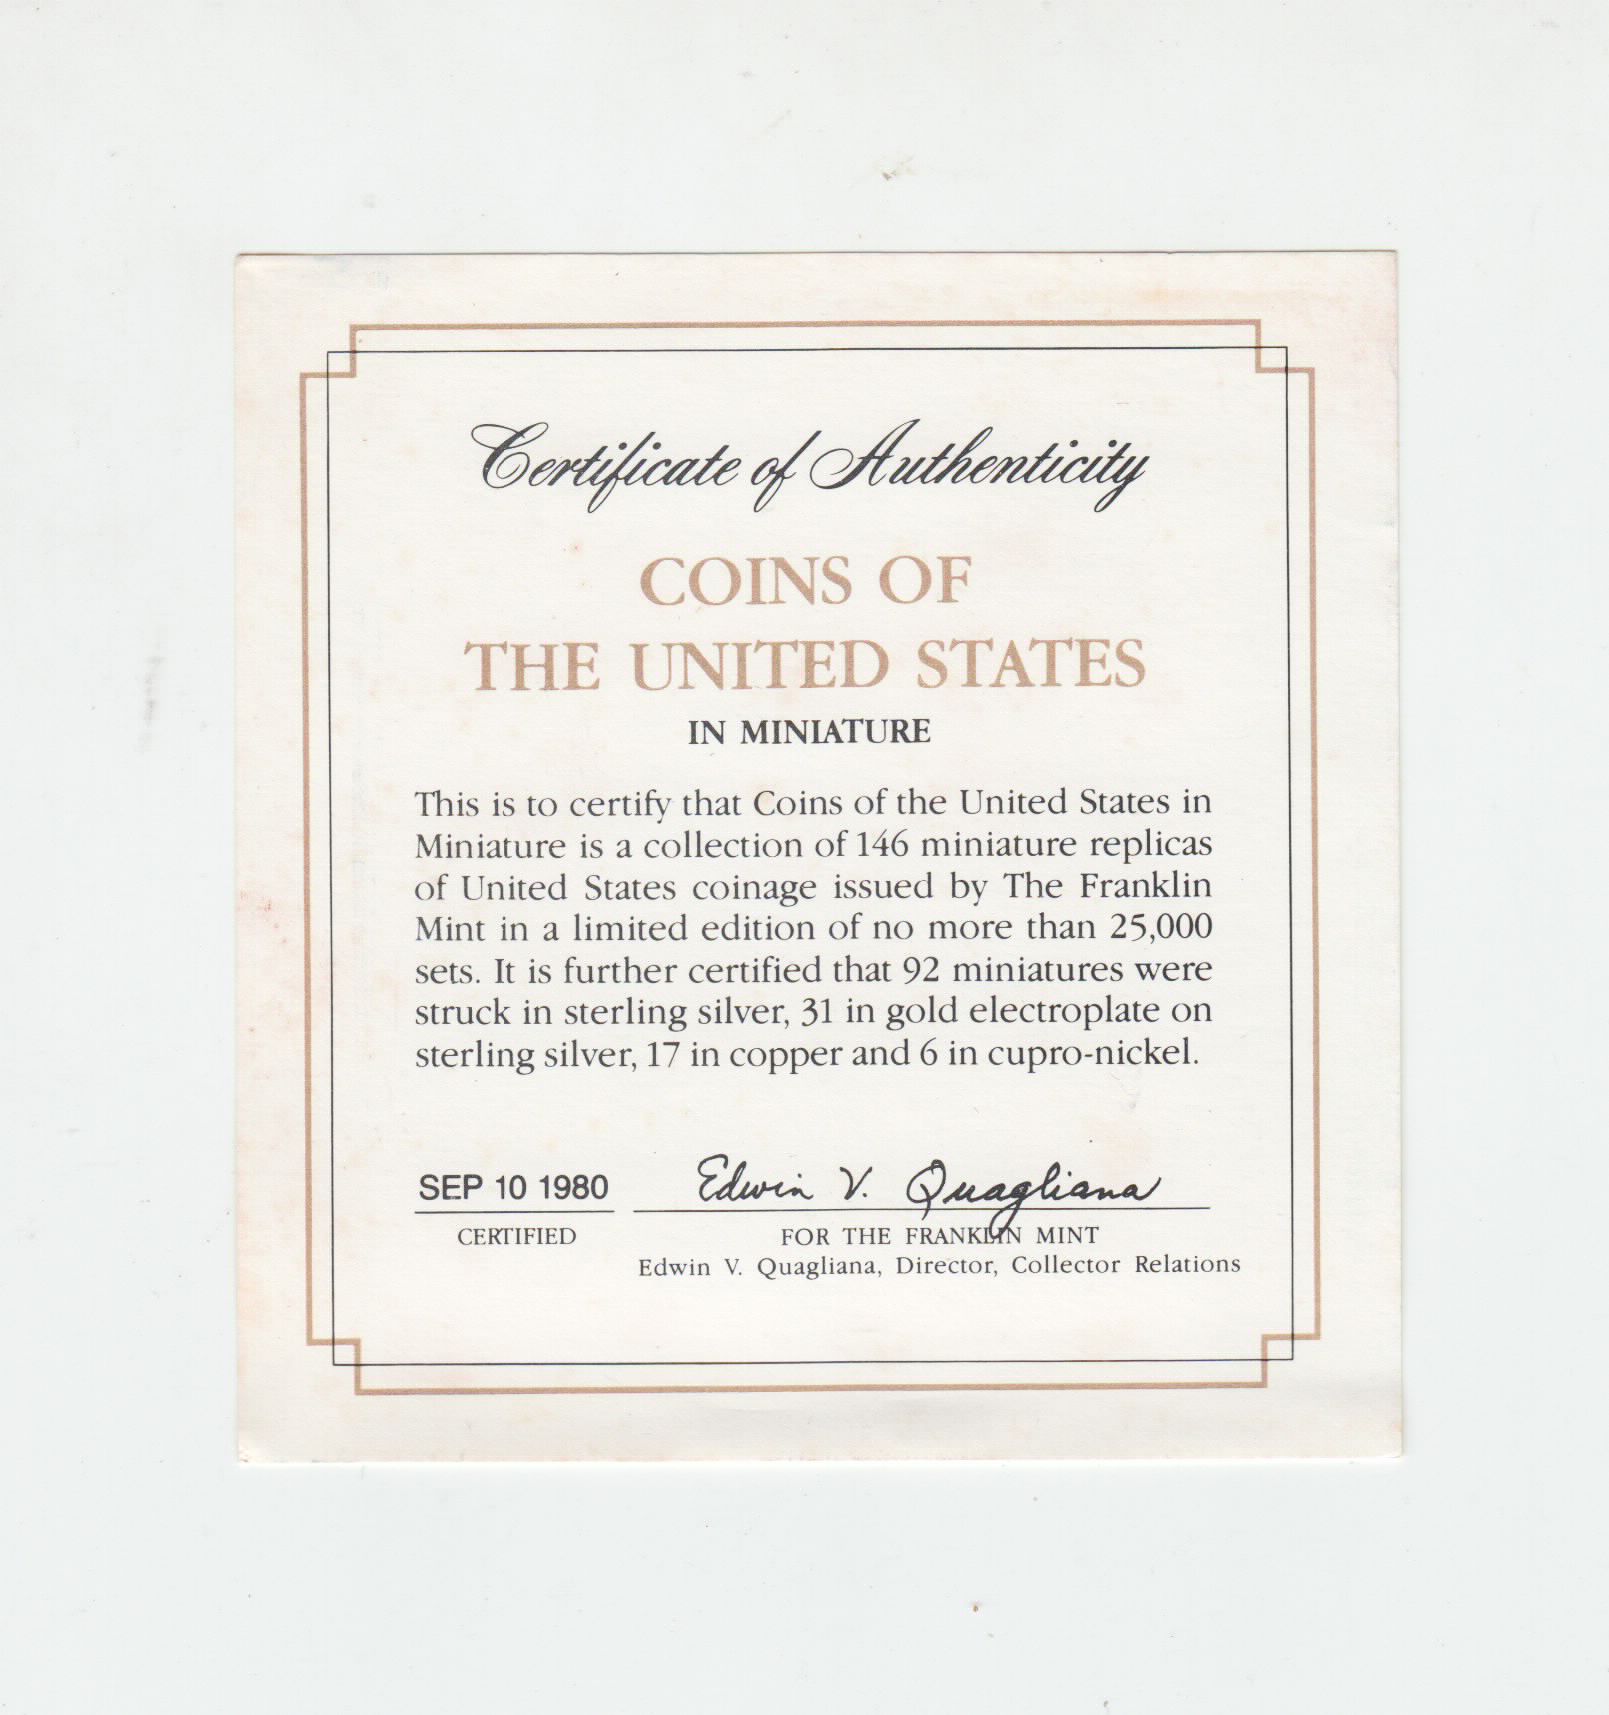 Certificate of Authenticity
COINS OF
THE UNITED STATES
IN MINIATURE
This is to certify that Coins of the United States in
Miniature is a collection of 146 miniature replicas
of United States coinage issued by The Franklin
Mint in a limited edition of no more than 25,000
sets. It is further certified that 92 miniatures were
struck in sterling silver, 31 in gold electroplate on
sterling silver, 17 in copper and 6 in cupro-nickel.
SEP 10 1980 Edwin V. Quagliana
CERTIFIED FOR THE FRANKLIN MINT
Edwin V. Quagliana, Director, Collector Relations